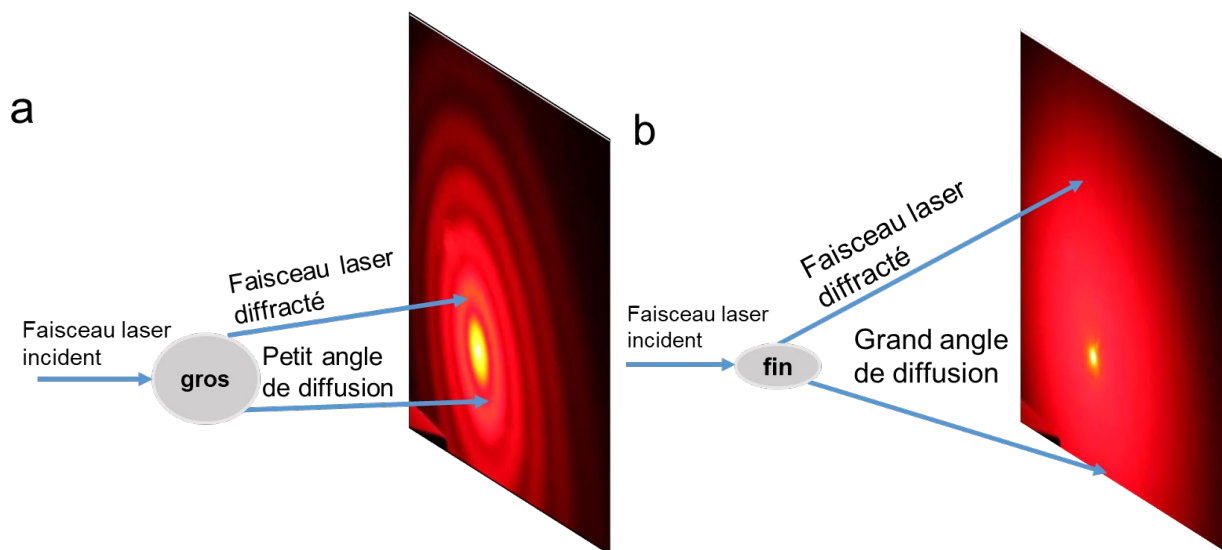 a
Faisceau laser
diffracté
Faisceau laser
incident
gros
Petit angle
de diffusion
b
Faisceau laser
diffracté
Faisceau laser
incident
fin
Grand angle
de diffusion